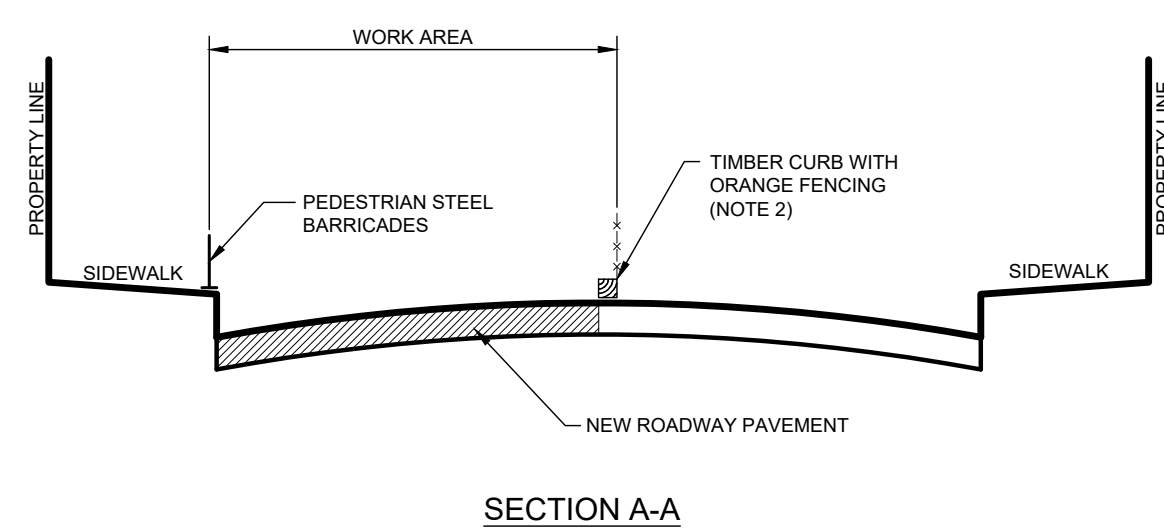 WORK AREA
PROPERTY LINE
PROPERTY LINE
TIMBER CURB WITH
ORANGE FENCING
(NOTE 2)
PEDESTRIAN STEEL
BARRICADES
SIDEWALK
SIDEWALK
NEW ROADWAY PAVEMENT
SECTION A-A